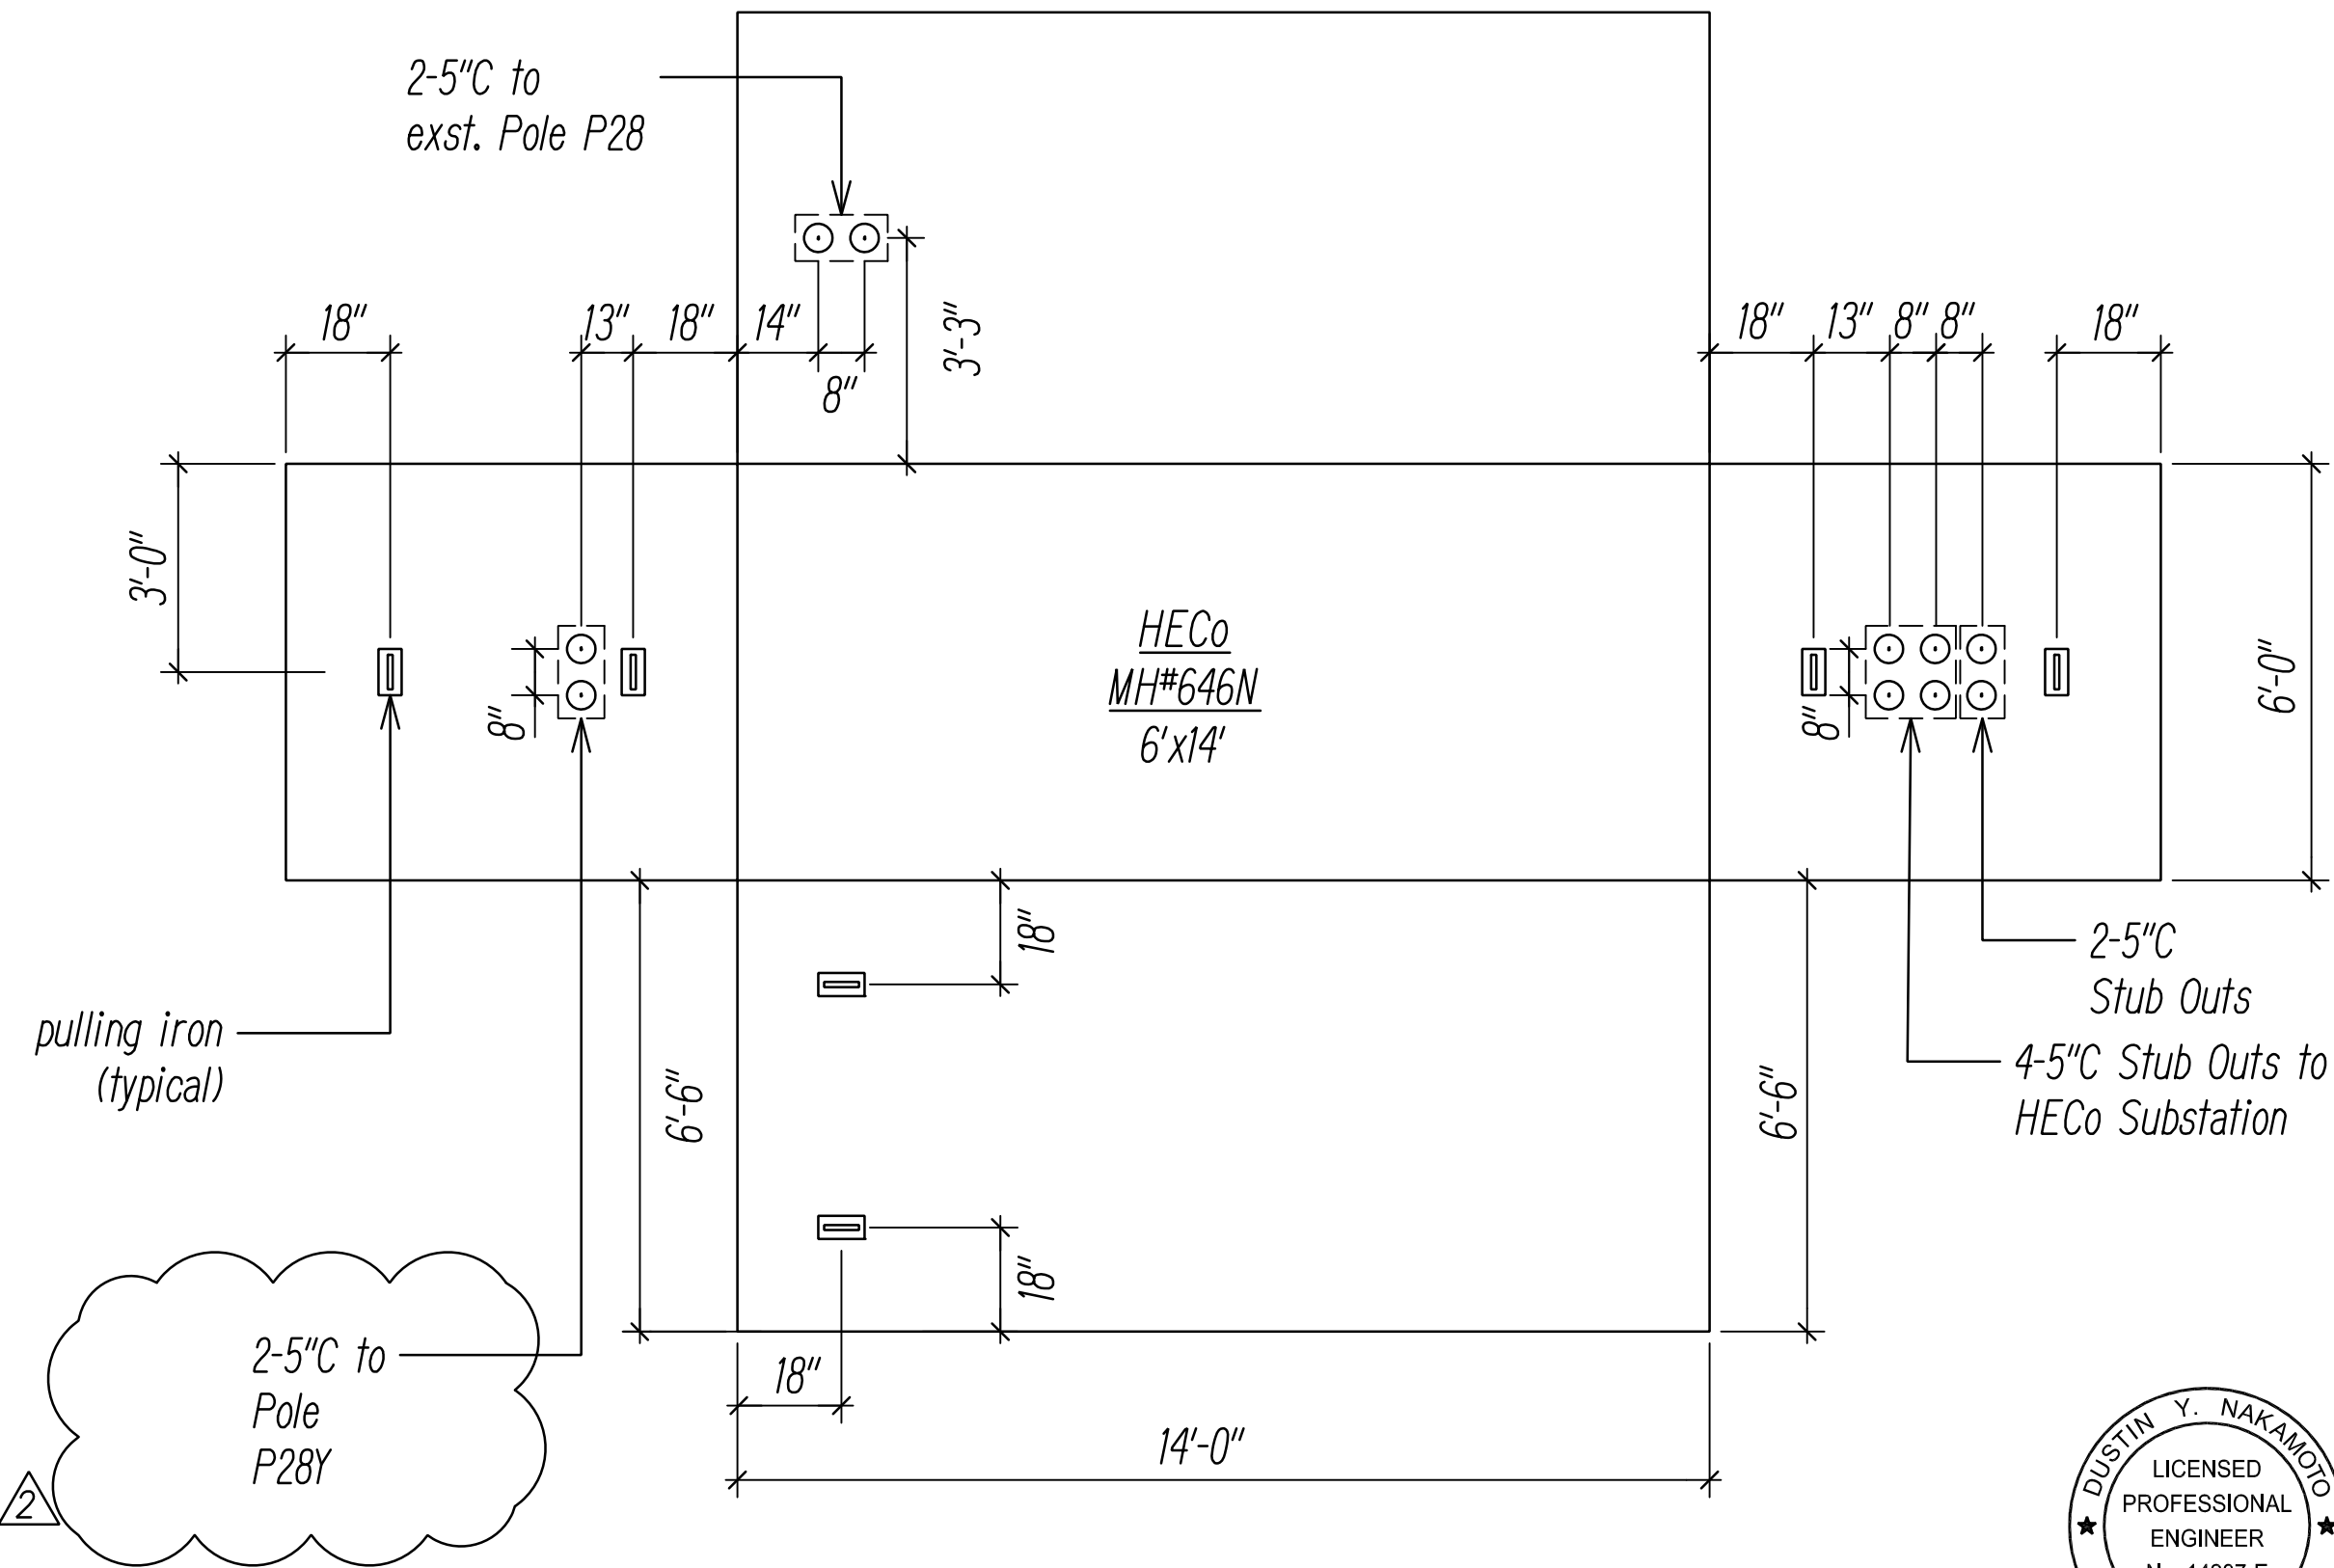 2-5"C to
exst. Pole P28
18"
13"
18"
14"
8"
3'-3"
18"
13"
8"
8"
18"
3'-0"
8"
HECo
MH#646N
6'x14'
8"
6'-0"
18"
2-5"C
Stub Outs
pulling iron
(typical)
4-5"C Stub Outs to
HECo Substation
6'-6"
6'-6"
18"
2-5"C to
Pole
P28Y
2
18"
14'-0"
DUSTIN Y. NAKAMOTO
LICENSED
PROFESSIONAL
ENGINEER